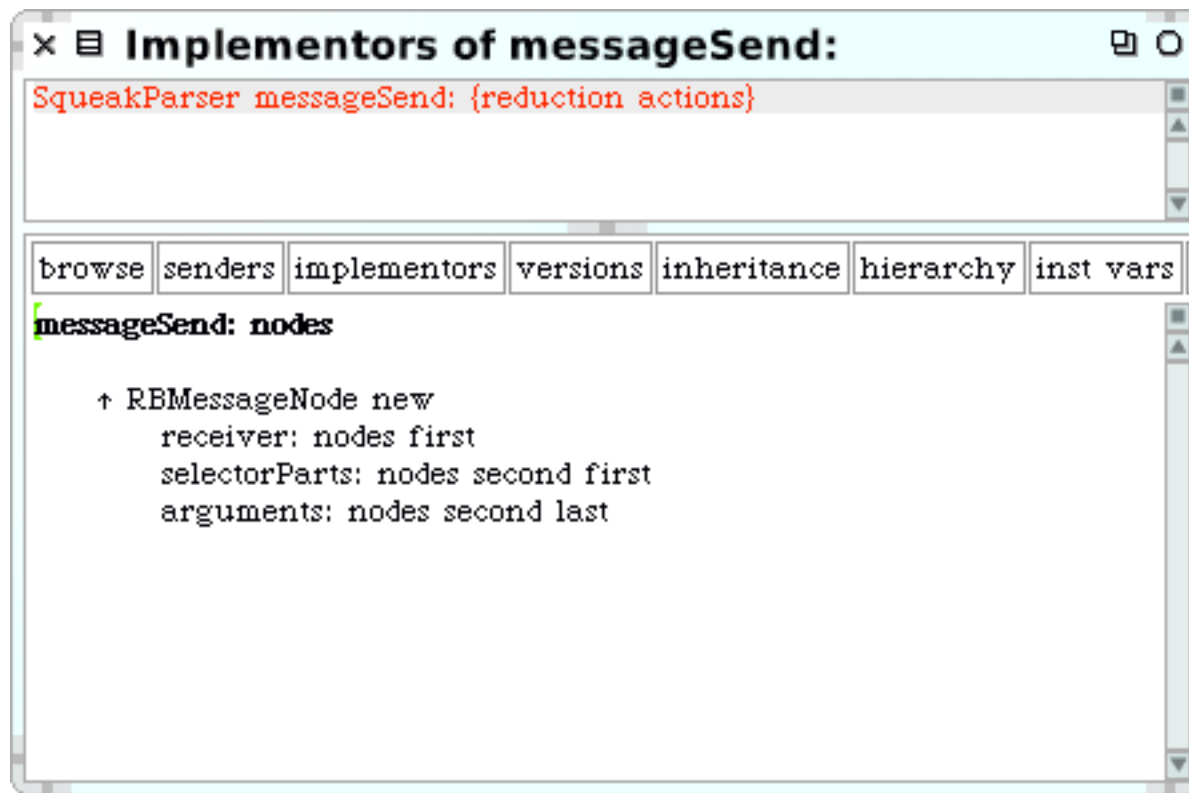 Implementors of messageSend:
SqueakParser messageSend: {reduction actions}
browse senders implementors versions inheritance hierarchy inst vars
messageSend: nodes
↑ RBMessageNode new
receiver: nodes first
selectorParts: nodes second first
arguments: nodes second last